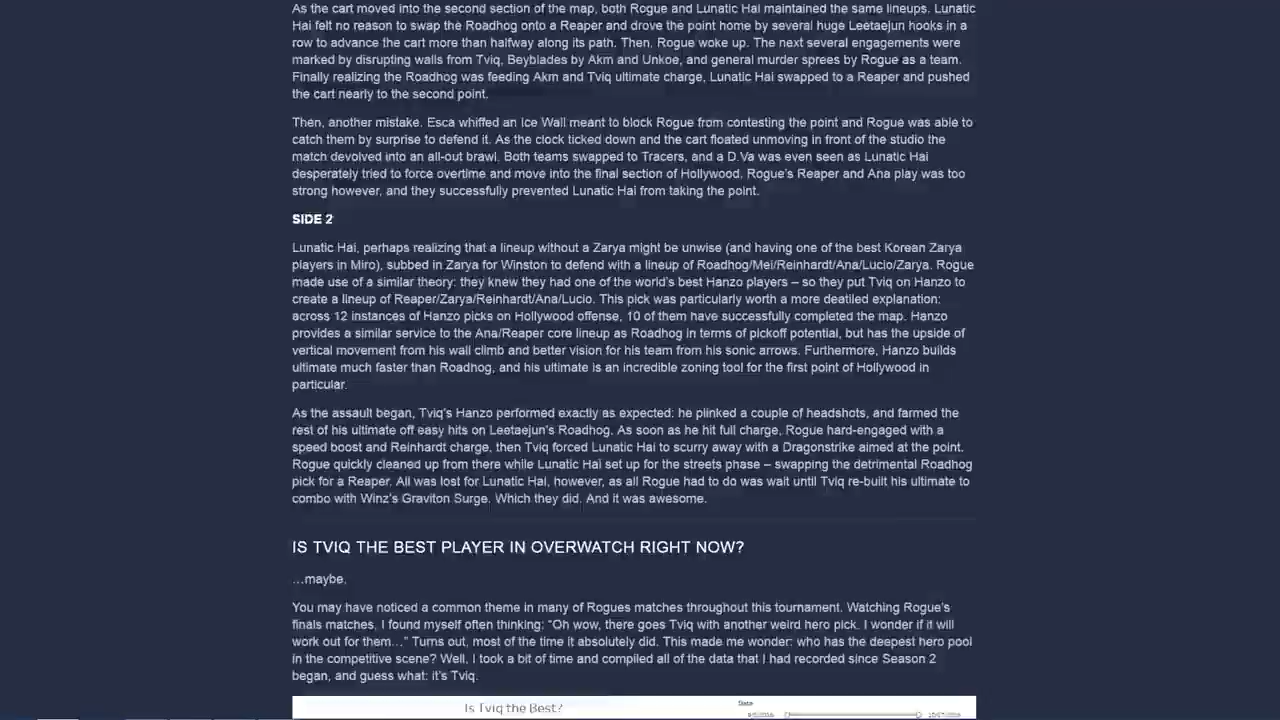 As the cart moved into the second section of the map, both Rogue and Lunatic Hai maintained the same lineups. Lunatic
Hai felt no reason to swap the Roadhog onto a Reaper and drove the point home by several huge Leetaejun hooks in a
row to advance the cart more than halfway along its path. Then, Rogue woke up. The next several engagements were
marked by disrupting walls from Tviq, Beyblades by Akm and Unkoe, and general murder sprees by Rogue as a team.
Finally realizing the Roadhog was feeding Akm and Tviq ultimate charge, Lunatic Hai swapped to a Reaper and pushed
the cart nearly to the second point.
Then, another mistake. Esca whiffed an Ice Wall meant to block Rogue from contesting the point and Rogue was able to
catch them by surprise to defend it. As the clock ticked down and the cart floated unmoving in front of the studio the
match devolved into an all-out brawl. Both teams swapped to Tracers, and a D.Va was even seen as Lunatic Hai
desperately tried to force overtime and move into the final section of Hollywood. Rogue's Reaper and Ana play was too
strong however, and they successfully prevented Lunatic Hai from taking the point.
SIDE 2
Lunatic Hai, perhaps realizing that a lineup without a Zarya might be unwise (and having one of the best Korean Zarya
players in Miro), subbed in Zarya for Winston to defend with a lineup of Roadhog/Mei/Reinhardt/Ana/Lucio/Zarya. Rogue
made use of a similar theory: they knew they had one of the world's best Hanzo players – so they put Tviq on Hanzo to
create a lineup of Reaper/Zarya/Reinhardt/Ana/Lucio. This pick was particularly worth a more deatiled explanation:
across 12 instances of Hanzo picks on Hollywood offense, 10 of them have successfully completed the map. Hanzo
provides a similar service to the Ana/Reaper core lineup as Roadhog in terms of pickoff potential, but has the upside of
vertical movement from his wall climb and better vision for his team from his sonic arrows. Furthermore, Hanzo builds
ultimate much faster than Roadhog, and his ultimate is an incredible zoning tool for the first point of Hollywood in
particular.
As the assault began, Tviq's Hanzo performed exactly as expected: he plinked a couple of headshots, and farmed the
rest of his ultimate off easy hits on Leetaejun's Roadhog. As soon as he hit full charge, Rogue hard-engaged with a
speed boost and Reinhardt charge, then Tviq forced Lunatic Hai to scurry away with a Dragonstrike aimed at the point.
Rogue quickly cleaned up from there while Lunatic Hai set up for the streets phase – swapping the detrimental Roadhog
pick for a Reaper. All was lost for Lunatic Hai, however, as all Rogue had to do was wait until Tviq re-built his ultimate to
combo with Winz's Graviton Surge. Which they did. And it was awesome.
IS TVIQ THE BEST PLAYER IN OVERWATCH RIGHT NOW?
…maybe.
You may have noticed a common theme in many of Rogues matches throughout this tournament. Watching Rogue's
finals matches, I found myself often thinking: "Oh wow, there goes Tviq with another weird hero pick. I wonder if it will
work out for them…" Turns out, most of the time it absolutely did. This made me wonder: who has the deepest hero pool
in the competitive scene? Well, I took a bit of time and compiled all of the data that I had recorded since Season 2
began, and guess what: it's Tviq.
Is Tviq the Best?
Date